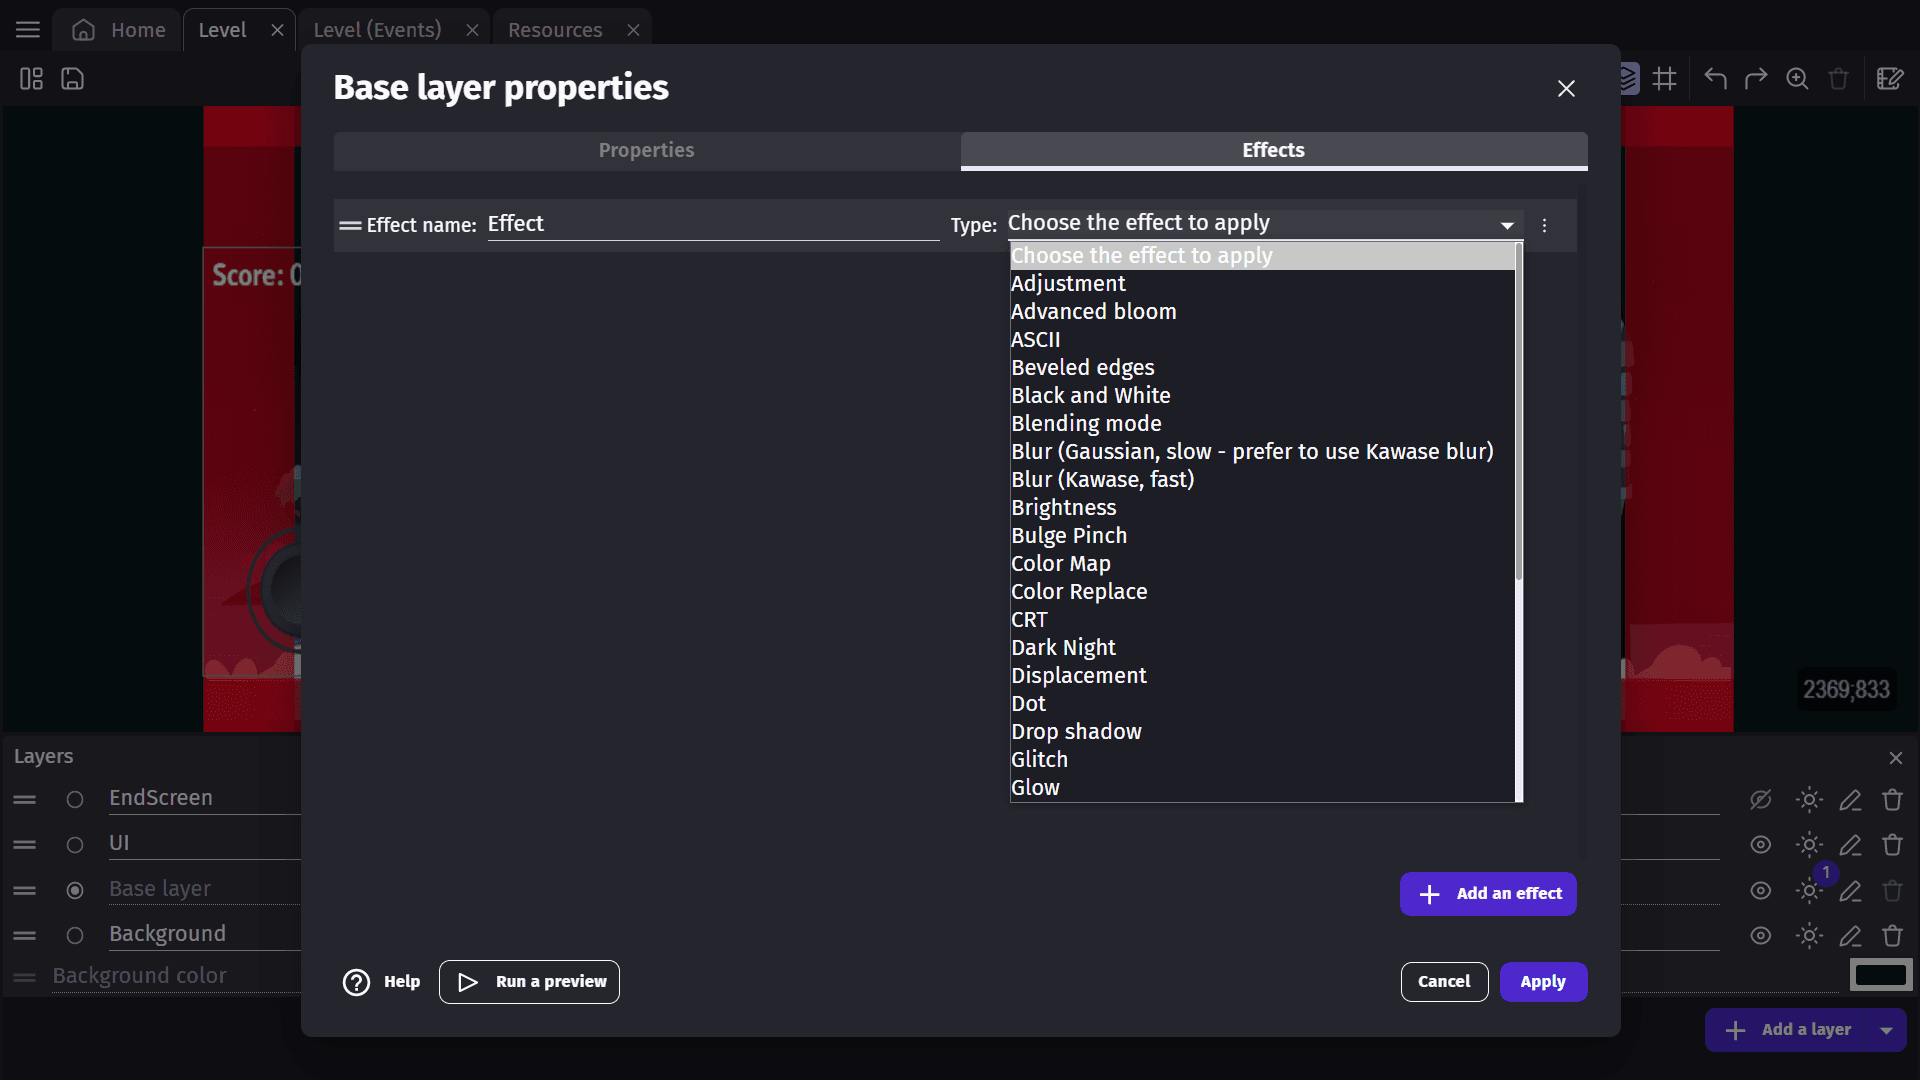 Home
Level
Level (Events)
Resources
Base layer properties
Properties
Effects
Effect name: Effect
Type: Choose the effect to apply
Choose the effect to apply
Adjustment
Advanced bloom
ASCII
Beveled edges
Black and White
Blending mode
Blur (Gaussian, slow - prefer to use Kawase blur)
Blur (Kawase, fast)
Brightness
Bulge Pinch
Color Map
Color Replace
CRT
Dark Night
Displacement
Dot
Drop shadow
Glitch
Glow
Score: 0
2369;833
Layers
EndScreen
UI
Base layer
1
Background
Background color
Add an effect
Help
Run a preview
Cancel
Apply
Add a layer